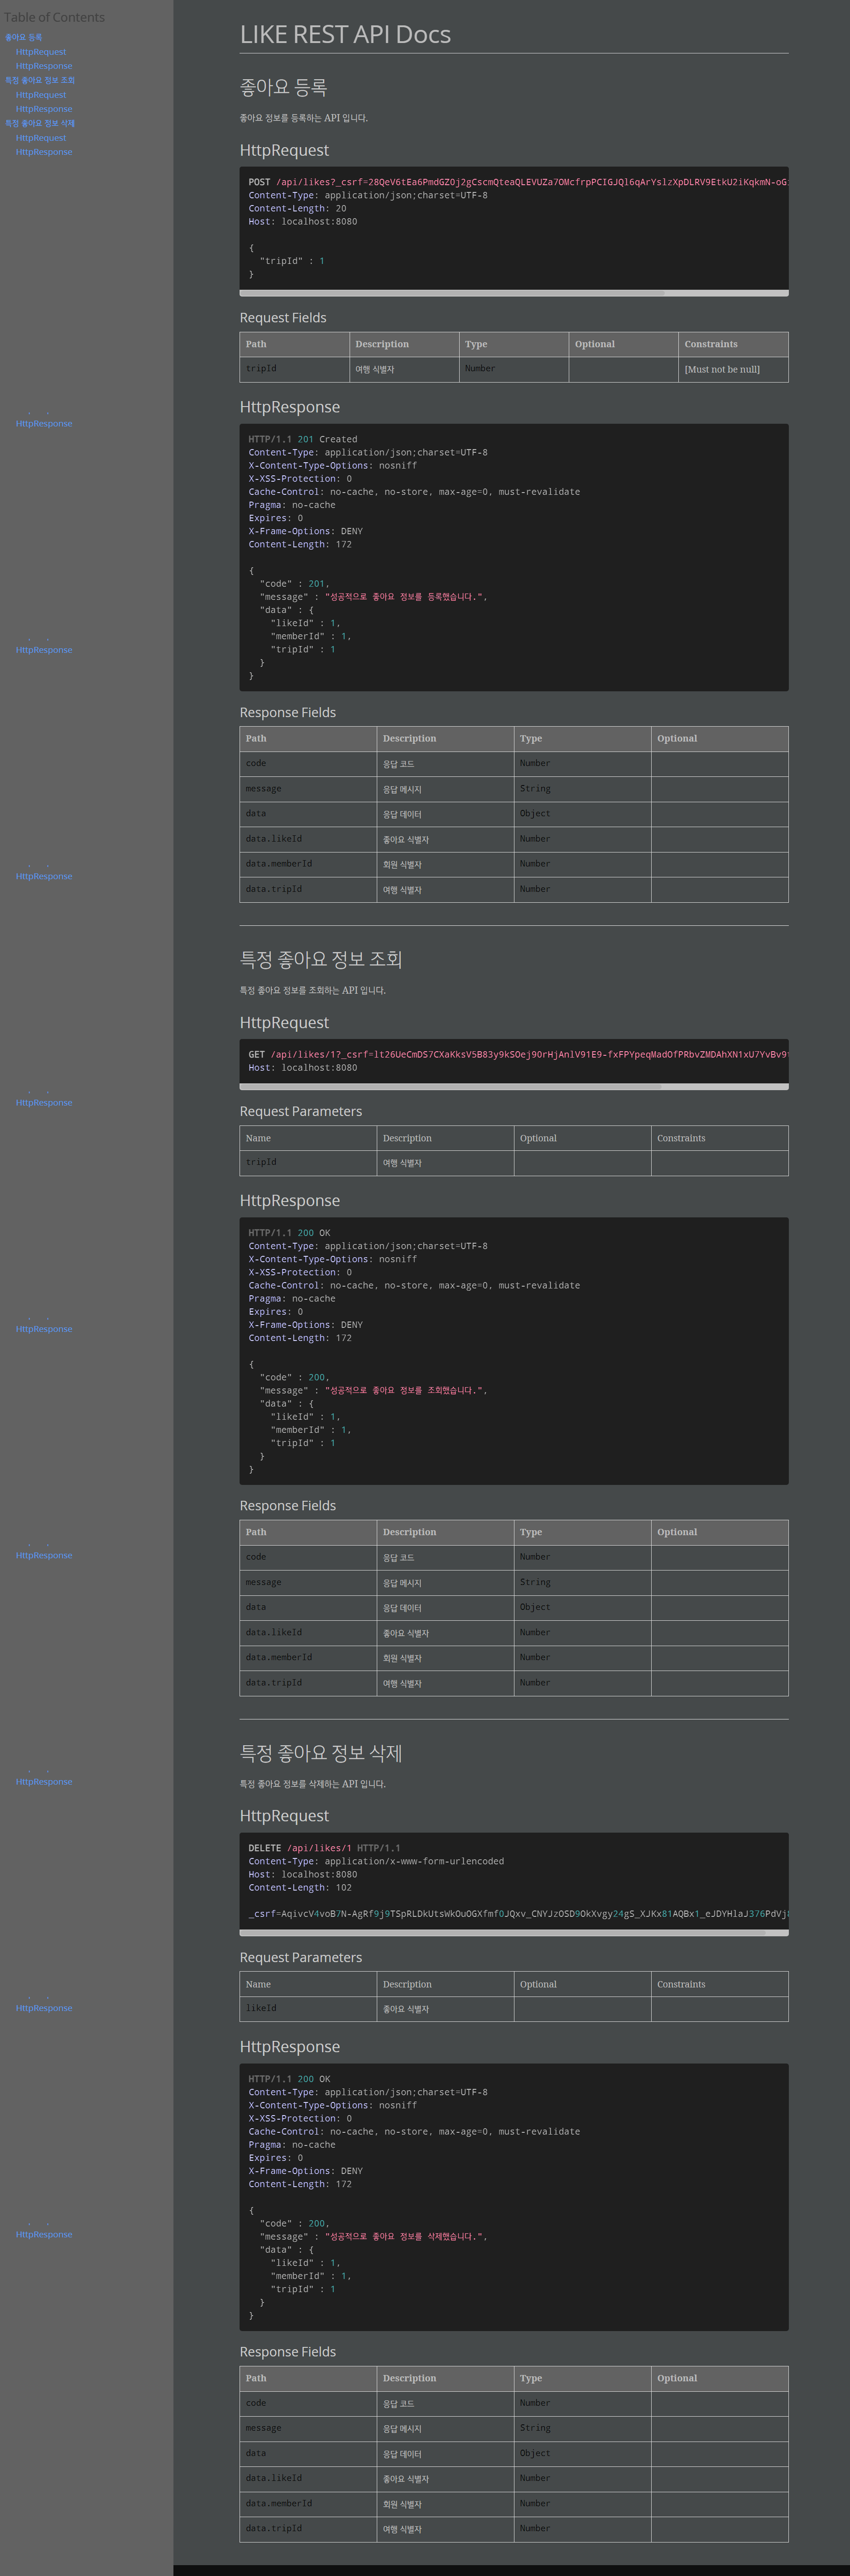 Table of Contents
좋아요 등록
HttpRequest
HttpResponse
특정 좋아요 정보 조회
HttpRequest
HttpResponse
특정 좋아요 정보 삭제
HttpRequest
HttpResponse
HttpResponse
HttpResponse
HttpResponse
HttpResponse
HttpResponse
HttpResponse
HttpResponse
HttpResponse
HttpResponse
LIKE REST API Docs
좋아요 등록
좋아요 정보를 등록하는 API 입니다.
HttpRequest
POST
Content-Type: application/json;charset=UTF-8
Content-Length: 20
Host: localhost:8080
{
"tripId" : 1
}
Request Fields
Path Description Type Optional Constraints
tripId 여행 식별자 Number [Must not be null]
HttpResponse
HTTP/1.1 201 Created
Content-Type: application/json;charset=UTF-8
X-Content-Type-Options: nosniff
X-XSS-Protection: 0
Cache-Control: no-cache, no-store, max-age=0, must-revalidate
Pragma: no-cache
Expires: 0
X-Frame-Options: DENY
Content-Length: 172
{
"code" : 201,
"message" : "성공적으로 좋아요 정보를 등록했습니다.",
"data" : {
"likeId" : 1,
"memberId" : 1,
"tripId" : 1
}
}
Response Fields
Path Description Type Optional
code 응답 코드 Number
message 응답 메시지 String
data 응답 데이터 Object
data.likeId 좋아요 식별자 Number
data.memberId 회원 식별자 Number
data.tripId 여행 식별자 Number
특정 좋아요 정보 조회
특정 좋아요 정보를 조회하는 API 입니다.
HttpRequest
GET
Host: localhost:8080
Request Parameters
Name Description Optional Constraints
tripId 여행 식별자
HttpResponse
HTTP/1.1 200 OK
Content-Type: application/json;charset=UTF-8
X-Content-Type-Options: nosniff
X-XSS-Protection: 0
Cache-Control: no-cache, no-store, max-age=0, must-revalidate
Pragma: no-cache
Expires: 0
X-Frame-Options: DENY
Content-Length: 172
{
"code" : 200,
"message" : "성공적으로 좋아요 정보를 조회했습니다.",
"data" : {
"likeId" : 1,
"memberId" : 1,
"tripId" : 1
}
}
Response Fields
Path Description Type Optional
code 응답 코드 Number
message 응답 메시지 String
data 응답 데이터 Object
data.likeId 좋아요 식별자 Number
data.memberId 회원 식별자 Number
data.tripId 여행 식별자 Number
특정 좋아요 정보 삭제
특정 좋아요 정보를 삭제하는 API 입니다.
HttpRequest
DELETE /api/likes/1 HTTP/1.1
Content-Type: application/x-www-form-urlencoded
Host: localhost:8080
Content-Length: 102
Request Parameters
Name Description Optional Constraints
likeId 좋아요 식별자
HttpResponse
HTTP/1.1 200 OK
Content-Type: application/json;charset=UTF-8
X-Content-Type-Options: nosniff
X-XSS-Protection: 0
Cache-Control: no-cache, no-store, max-age=0, must-revalidate
Pragma: no-cache
Expires: 0
X-Frame-Options: DENY
Content-Length: 172
{
"code" : 200,
"message" : "성공적으로 좋아요 정보를 삭제했습니다.",
"data" : {
"likeId" : 1,
"memberId" : 1,
"tripId" : 1
}
}
Response Fields
Path Description Type Optional
code 응답 코드 Number
message 응답 메시지 String
data 응답 데이터 Object
data.likeId 좋아요 식별자 Number
data.memberId 회원 식별자 Number
data.tripId 여행 식별자 Number